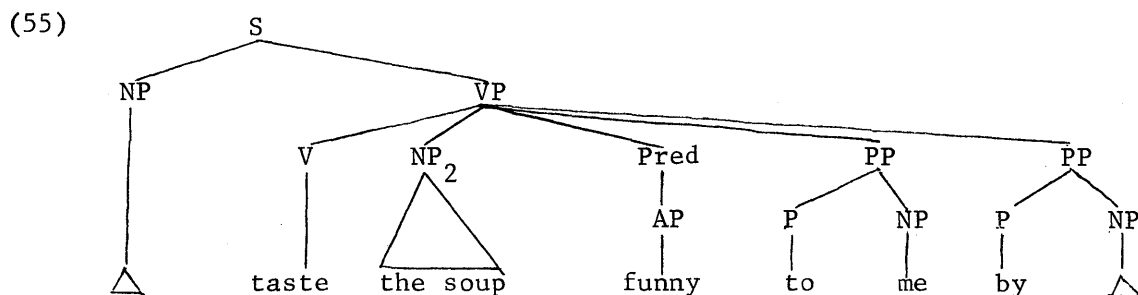 (55)
S
NP VP
V NP2 Pred PP PP
AP P NP P NP
△ taste the soup funny to me by △